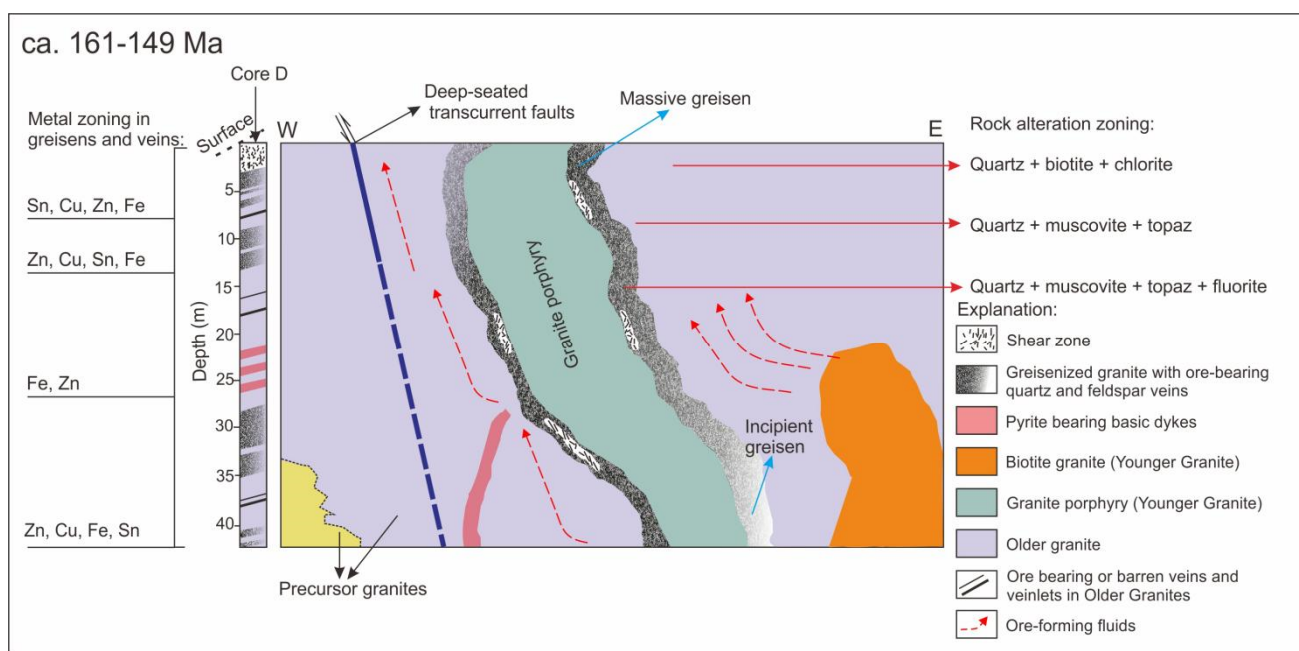 ca. 161-149 Ma
Core D
Metal zoning in
greisens and veins:
Surface
W
Deep-seated
transcurrent faults
Massive greisen
E
Rock alteration zoning:
Quartz + biotite + chlorite
Quartz + muscovite + topaz
Quartz + muscovite + topaz + fluorite
Sn, Cu, Zn, Fe
Zn, Cu, Sn, Fe
Fe, Zn
Zn, Cu, Fe, Sn
Depth (m)
5
10
15
20
25
30
35
40
Granite porphyry
Incipient
greisen
Precursor granites
Explanation:
Shear zone
Greisenized granite with ore-bearing
quartz and feldspar veins
Pyrite bearing basic dykes
Biotite granite (Younger Granite)
Granite porphyry (Younger Granite)
Older granite
Ore bearing or barren veins and
veinlets in Older Granites
Ore-forming fluids